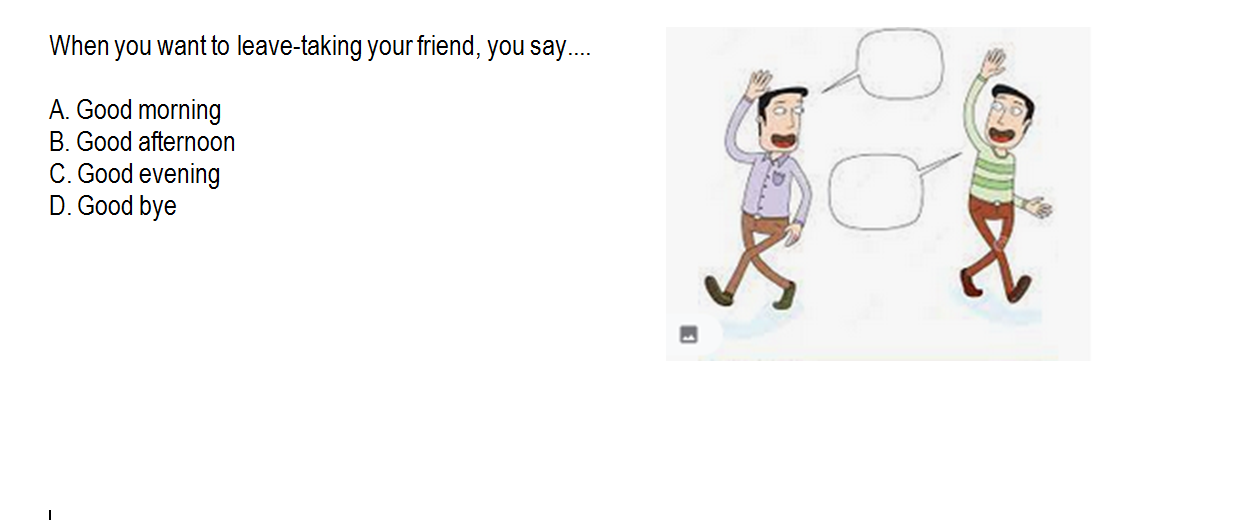 When you want to leave-taking your friend, you say....
A. Good morning
B. Good afternoon
C. Good evening
D. Good bye